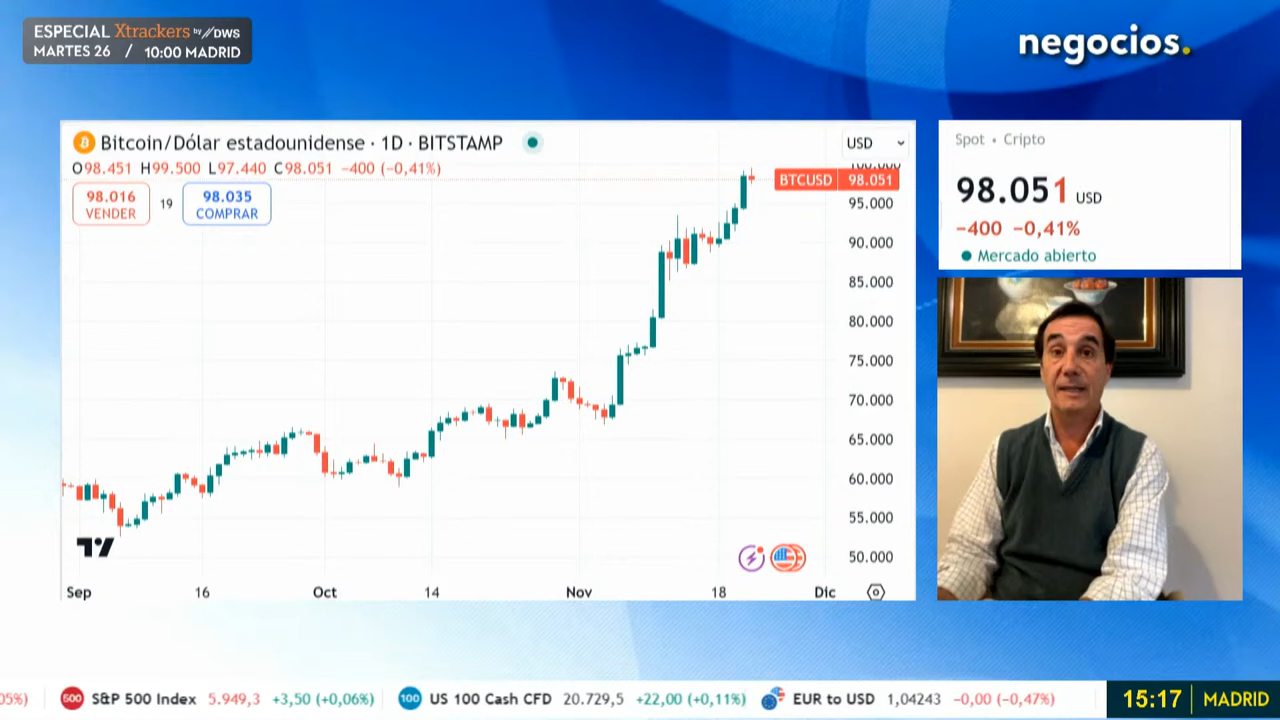 ESPECIAL Xtrackers by //DWS
MARTES 26 / 10:00 MADRID
negocios.
Bitcoin/Dólar estadounidense · 1D · BITSTAMP
USD
O98.451 H99.500 L97.440 C98.051 −400 (−0,41%)
98.016
VENDER
19
98.035
COMPRAR
100.000
BTCUSD 98.051
95.000
90.000
85.000
80.000
75.000
70.000
65.000
60.000
55.000
50.000
Sep 16 Oct 14 Nov 18 Dic
Spot • Cripto
98.051 USD
−400 −0,41%
Mercado abierto
05%)
500 S&P 500 Index 5.949,3 +3,50 (+0,06%)
100 US 100 Cash CFD 20.729,5 +22,00 (+0,11%)
EUR to USD 1,04243 −0,00 (−0,47%)
15:17 MADRID